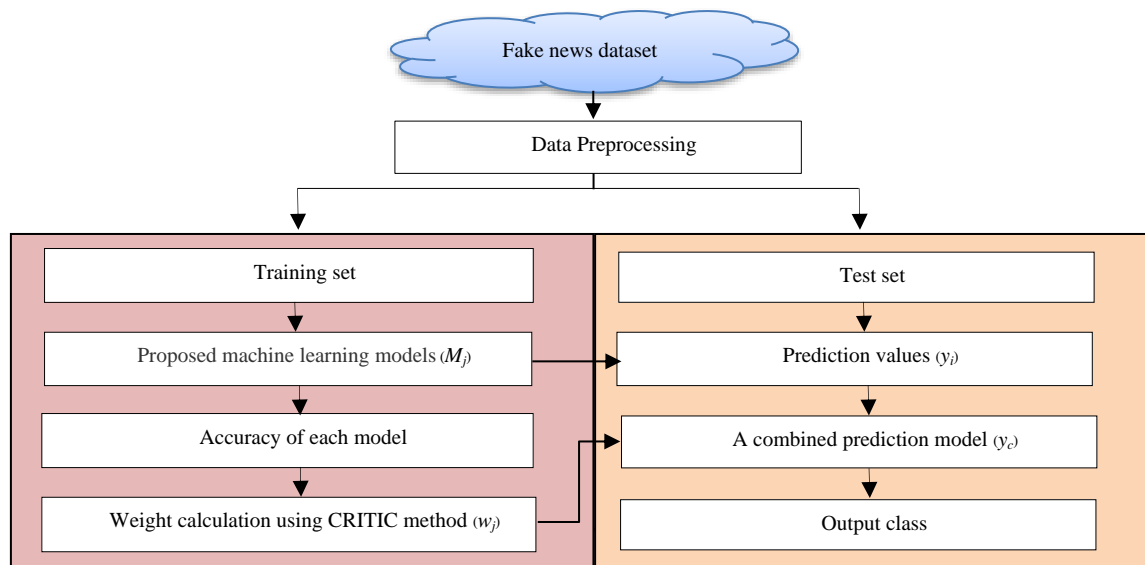 Fake news dataset
Data Preprocessing
Training set
Proposed machine learning models (Mj)
Accuracy of each model
Weight calculation using CRITIC method (wj)
Test set
Prediction values (yi)
A combined prediction model (yc)
Output class